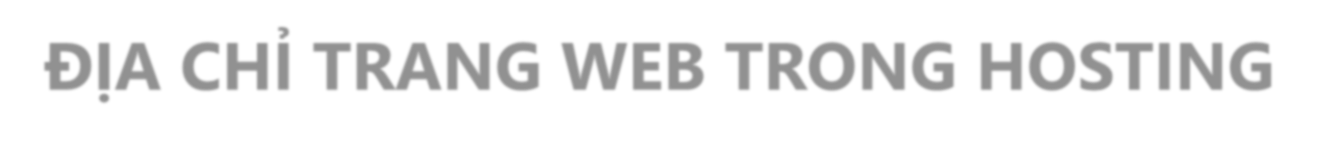 ĐỊA CHỈ TRANG WEB TRONG HOSTING